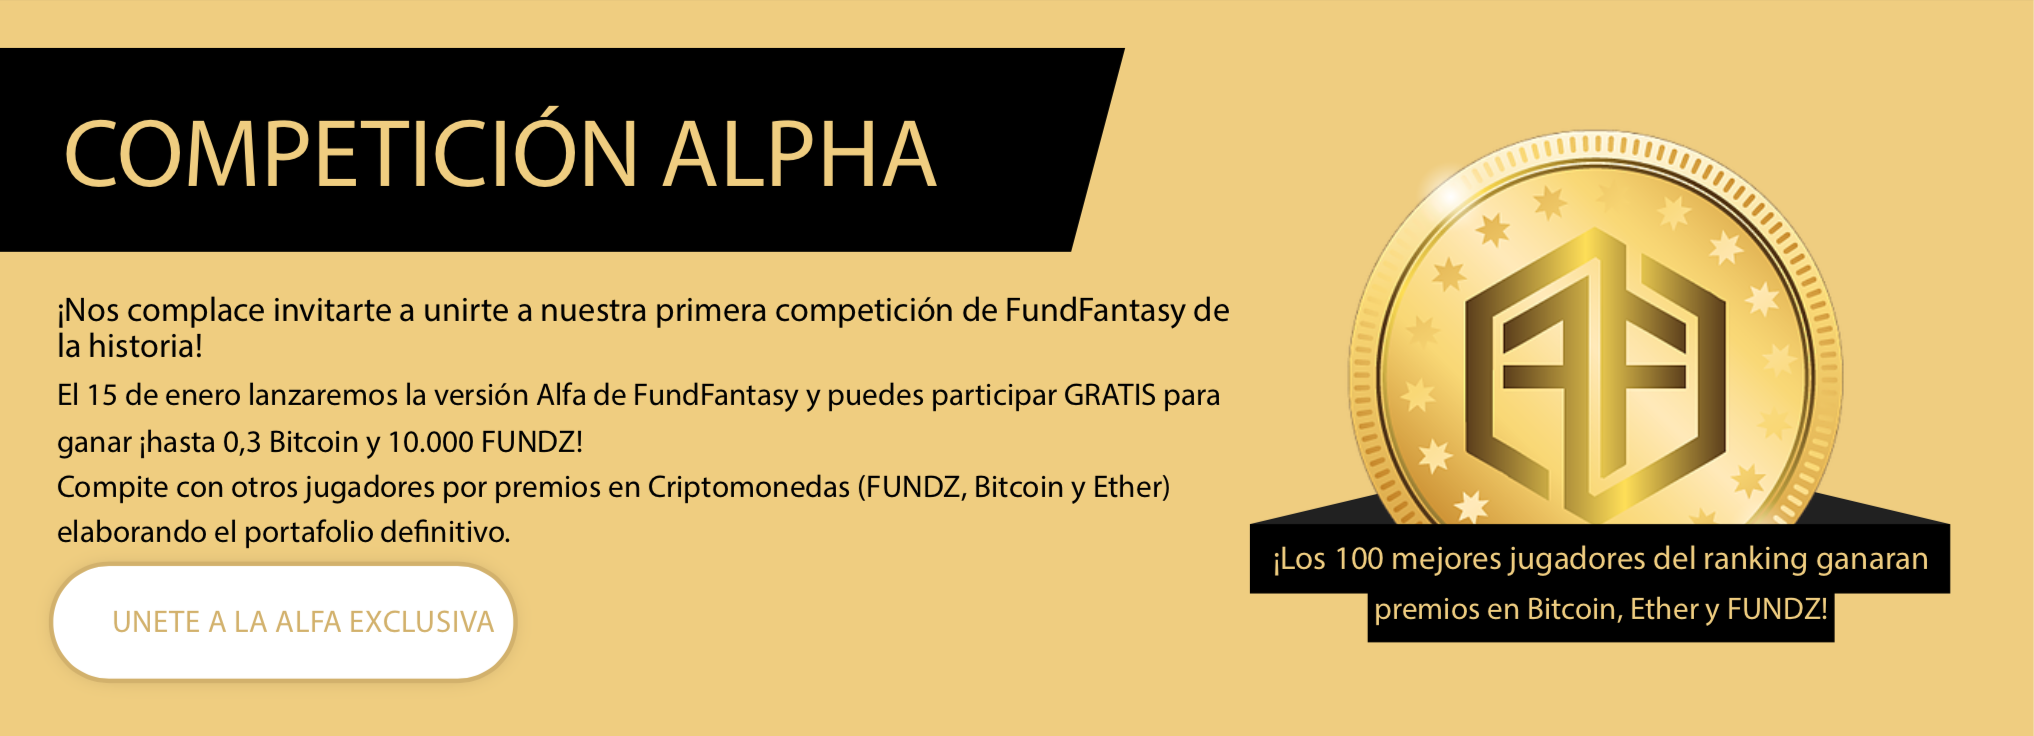 COMPETICIÓN ALPHA
¡Nos complace invitarte a unirte a nuestra primera competición de FundFantasy de
la historia!
El 15 de enero lanzaremos la versión Alfa de FundFantasy y puedes participar GRATIS para
ganar ¡hasta 0,3 Bitcoin y 10.000 FUNDZ!
Compite con otros jugadores por premios en Criptomonedas (FUNDZ, Bitcoin y Ether)
elaborando el portafolio definitivo.
UNETE A LA ALFA EXCLUSIVA
¡Los 100 mejores jugadores del ranking ganaran
premios en Bitcoin, Ether y FUNDZ!